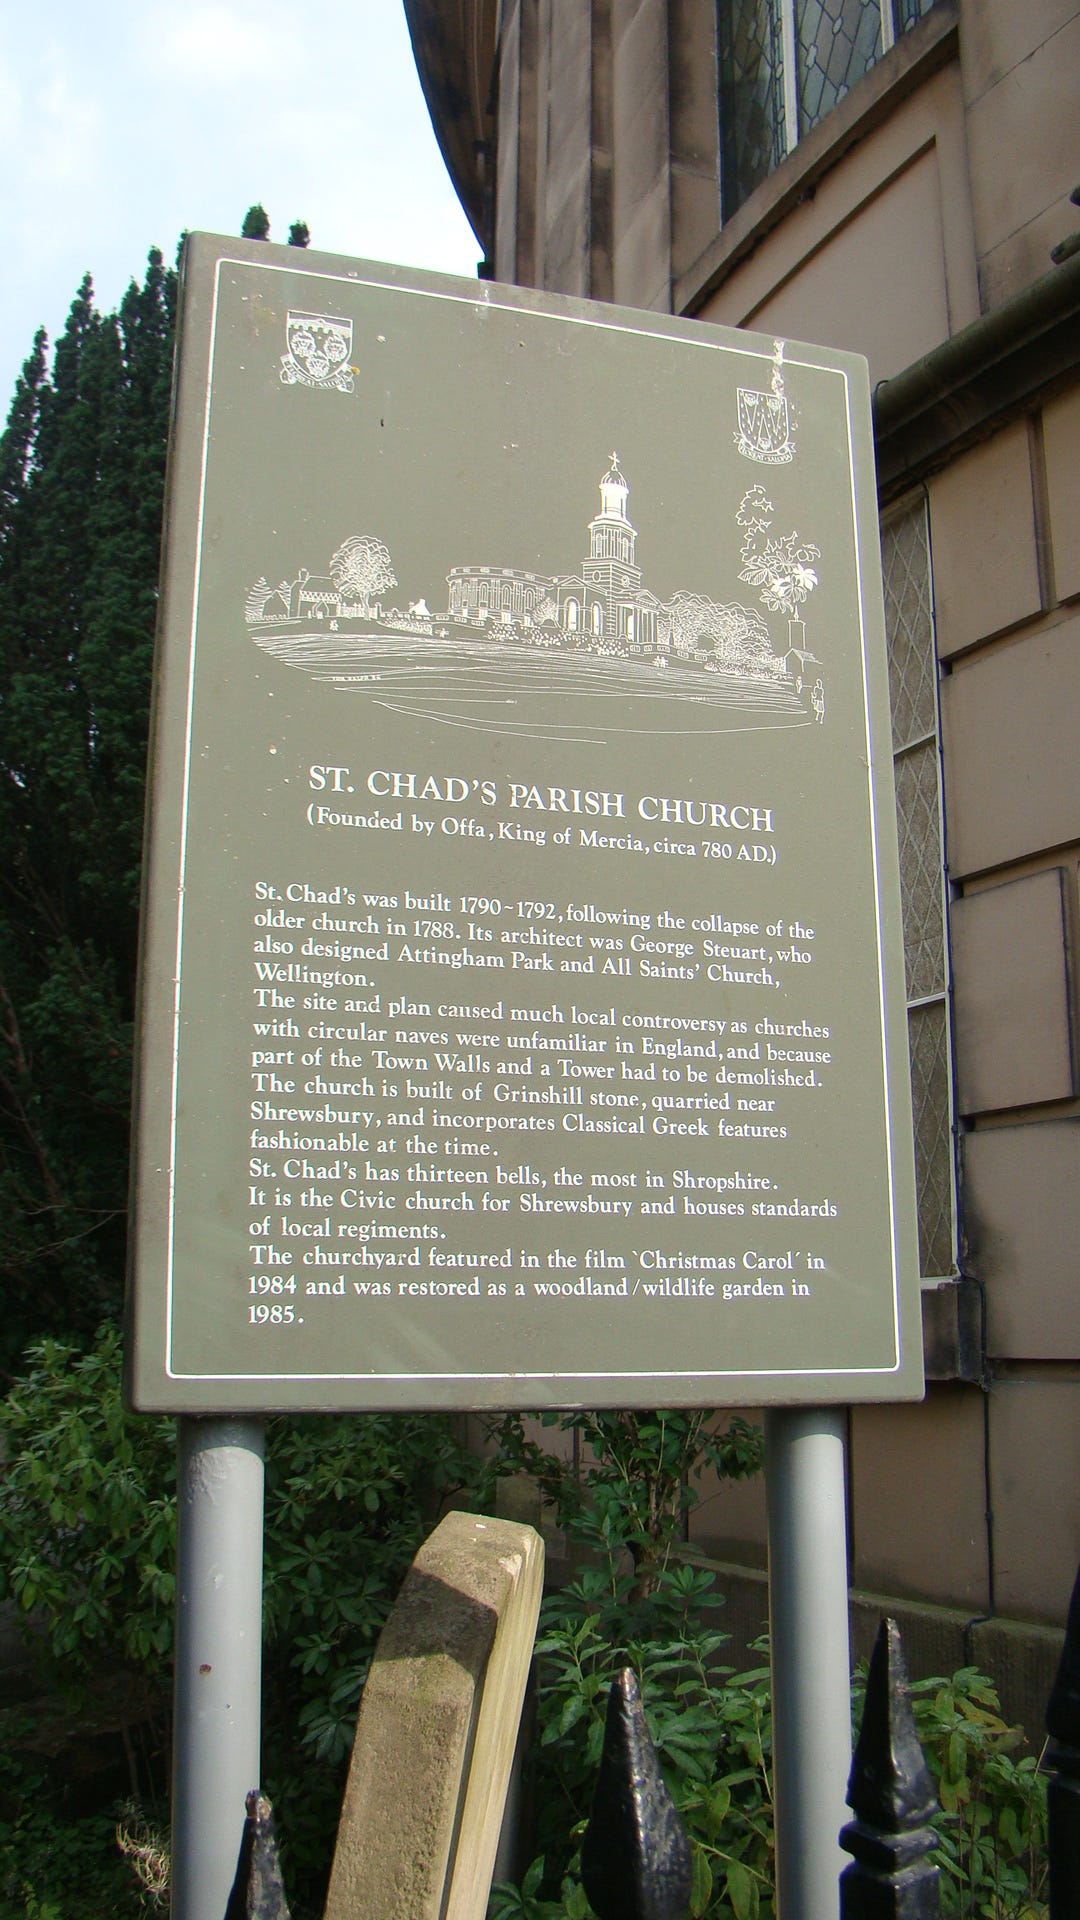 FLOREAT SALOPIA
FLOREAT SALOPIA
ST. CHAD'S PARISH CHURCH
(Founded by Offa, King of Mercia, circa 780 AD.)
St. Chad's was built 1790~1792, following the collapse of the
older church in 1788. Its architect was George Steuart, who
also designed Attingham Park and All Saints' Church,
Wellington.
The site and plan caused much local controversy as churches
with circular naves were unfamiliar in England, and because
part of the Town Walls and a Tower had to be demolished.
The church is built of Grinshill stone, quarried near
Shrewsbury, and incorporates Classical Greek features
fashionable at the time.
St. Chad's has thirteen bells, the most in Shropshire.
It is the Civic church for Shrewsbury and houses standards
of local regiments.
The churchyard featured in the film `Christmas Carol´ in
1984 and was restored as a woodland/wildlife garden in
1985.